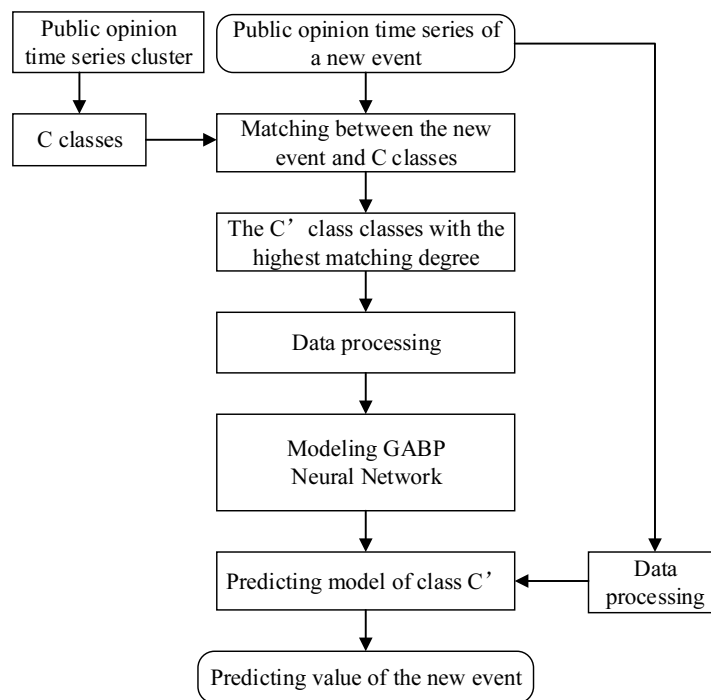 Public opinion
time series cluster
Public opinion time series of
a new event
C classes
Matching between the new
event and C classes
The C’ class classes with the
highest matching degree
Data processing
Modeling GABP
Neural Network
Predicting model of class C’
Data
processing
Predicting value of the new event